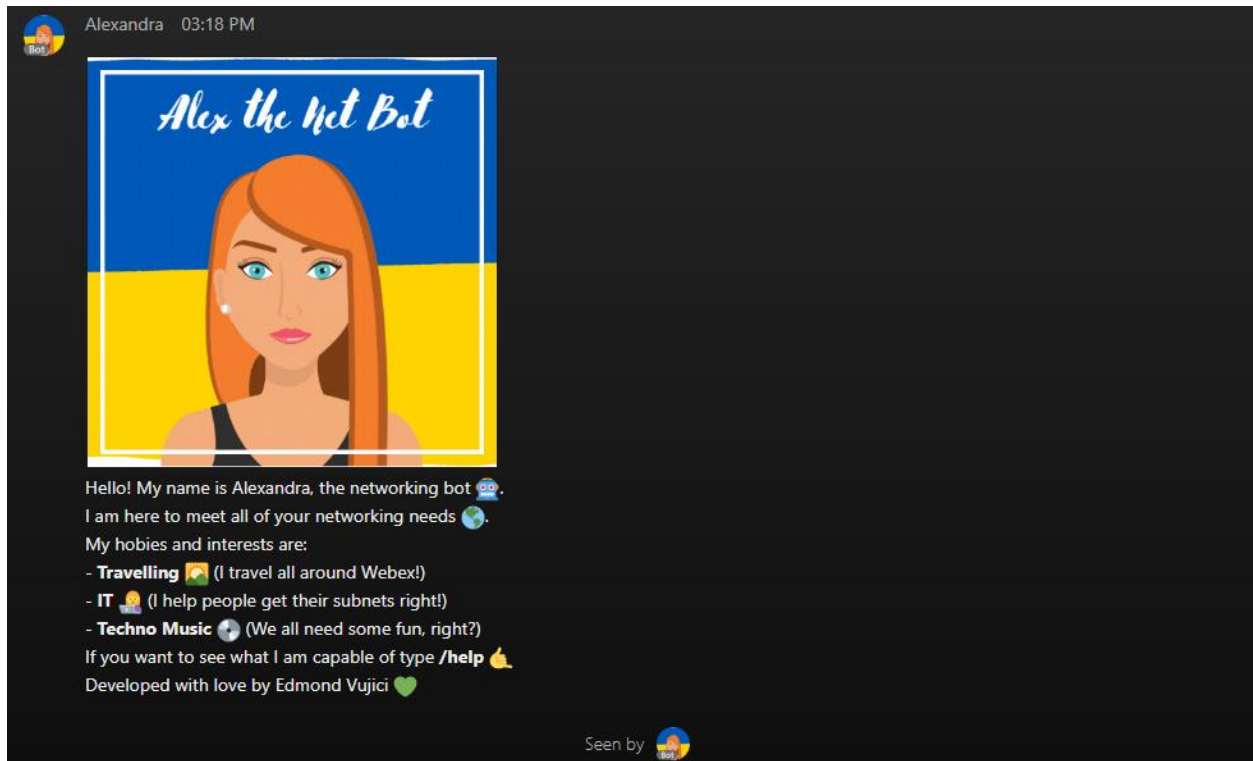 Alexandra 03:18 PM
Bot
Alex the Net Bot
Hello! My name is Alexandra, the networking bot 🤖.
I am here to meet all of your networking needs 🌎.
My hobies and interests are:
- Travelling 🌄 (I travel all around Webex!)
- IT 👩‍💻 (I help people get their subnets right!)
- Techno Music 💿 (We all need some fun, right?)
If you want to see what I am capable of type /help 🤙
Developed with love by Edmond Vujici 💚
Seen by
Bot